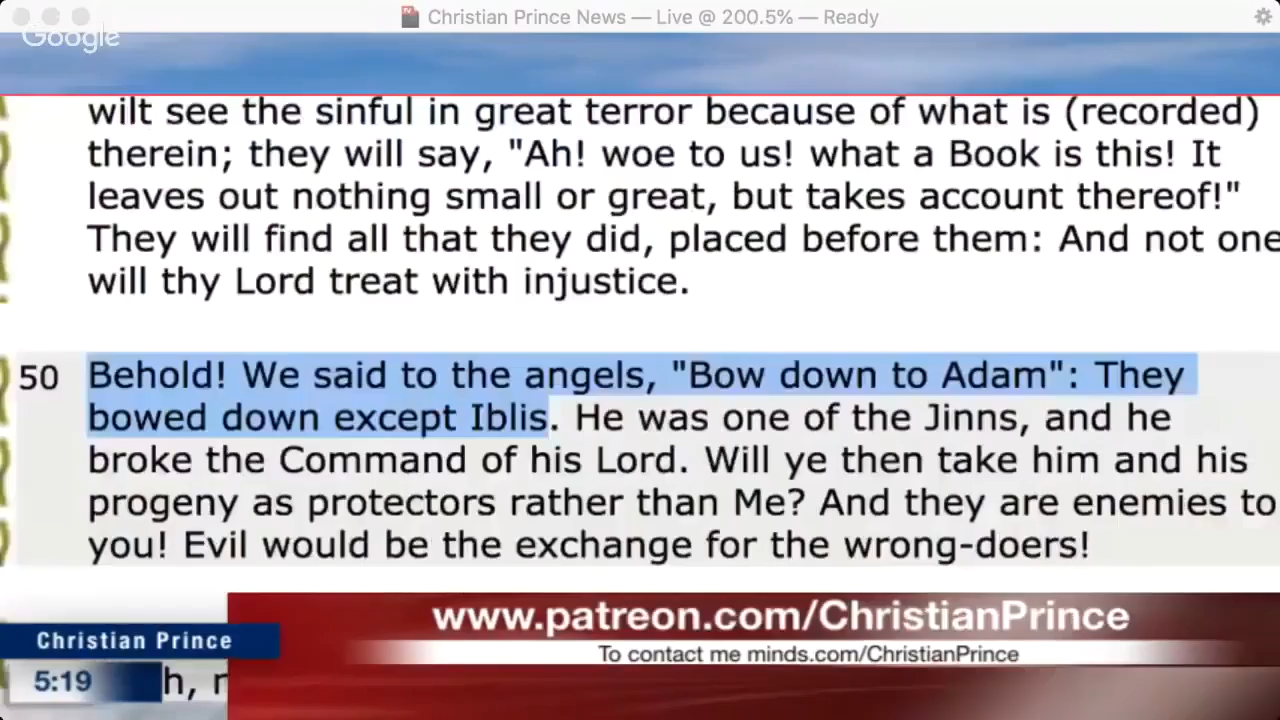 Christian Prince News — Live @ 200.5% — Ready
Google
wilt see the sinful in great terror because of what is (recorded)
therein; they will say, "Ah! woe to us! what a Book is this! It
leaves out nothing small or great, but takes account thereof!"
They will find all that they did, placed before them: And not one
will thy Lord treat with injustice.
50 Behold! We said to the angels, "Bow down to Adam": They
bowed down except Iblis. He was one of the Jinns, and he
broke the Command of his Lord. Will ye then take him and his
progeny as protectors rather than Me? And they are enemies to
you! Evil would be the exchange for the wrong-doers!
www.patreon.com/ChristianPrince
Christian Prince
To contact me minds.com/ChristianPrince
5:19